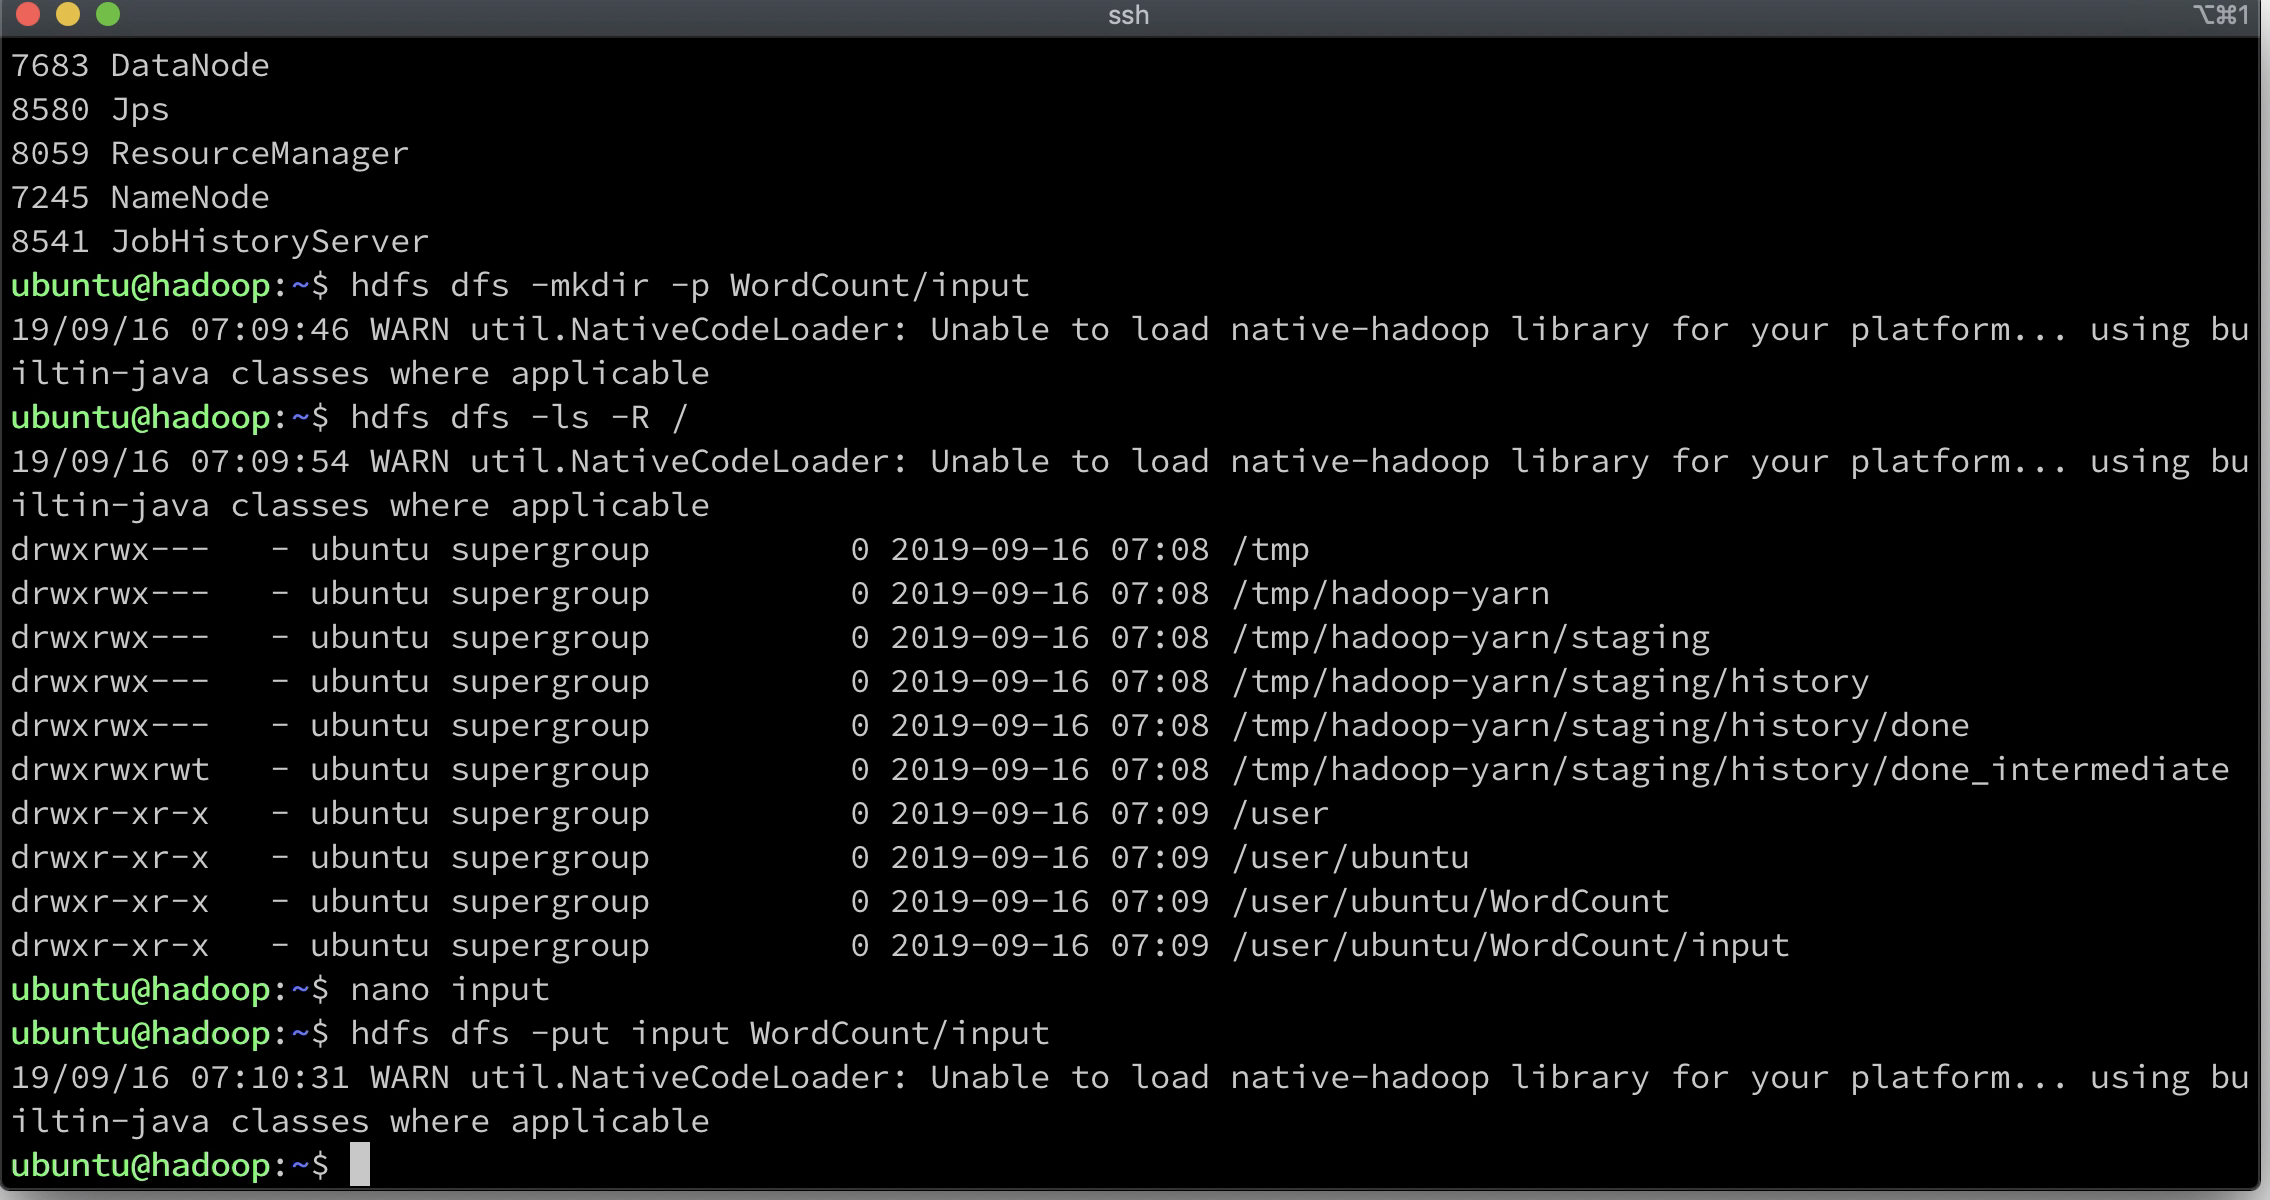 ssh
⌥⌘1
7683 DataNode
8580 Jps
8059 ResourceManager
7245 NameNode
8541 JobHistoryServer
ubuntu@hadoop:~$ hdfs dfs -mkdir -p WordCount/input
19/09/16 07:09:46 WARN util.NativeCodeLoader: Unable to load native-hadoop library for your platform... using bu
iltin-java classes where applicable
ubuntu@hadoop:~$ hdfs dfs -ls -R /
19/09/16 07:09:54 WARN util.NativeCodeLoader: Unable to load native-hadoop library for your platform... using bu
iltin-java classes where applicable
drwxrwx---   - ubuntu supergroup          0 2019-09-16 07:08 /tmp
drwxrwx---   - ubuntu supergroup          0 2019-09-16 07:08 /tmp/hadoop-yarn
drwxrwx---   - ubuntu supergroup          0 2019-09-16 07:08 /tmp/hadoop-yarn/staging
drwxrwx---   - ubuntu supergroup          0 2019-09-16 07:08 /tmp/hadoop-yarn/staging/history
drwxrwx---   - ubuntu supergroup          0 2019-09-16 07:08 /tmp/hadoop-yarn/staging/history/done
drwxrwxrwt   - ubuntu supergroup          0 2019-09-16 07:08 /tmp/hadoop-yarn/staging/history/done_intermediate
drwxr-xr-x   - ubuntu supergroup          0 2019-09-16 07:09 /user
drwxr-xr-x   - ubuntu supergroup          0 2019-09-16 07:09 /user/ubuntu
drwxr-xr-x   - ubuntu supergroup          0 2019-09-16 07:09 /user/ubuntu/WordCount
drwxr-xr-x   - ubuntu supergroup          0 2019-09-16 07:09 /user/ubuntu/WordCount/input
ubuntu@hadoop:~$ nano input
ubuntu@hadoop:~$ hdfs dfs -put input WordCount/input
19/09/16 07:10:31 WARN util.NativeCodeLoader: Unable to load native-hadoop library for your platform... using bu
iltin-java classes where applicable
ubuntu@hadoop:~$